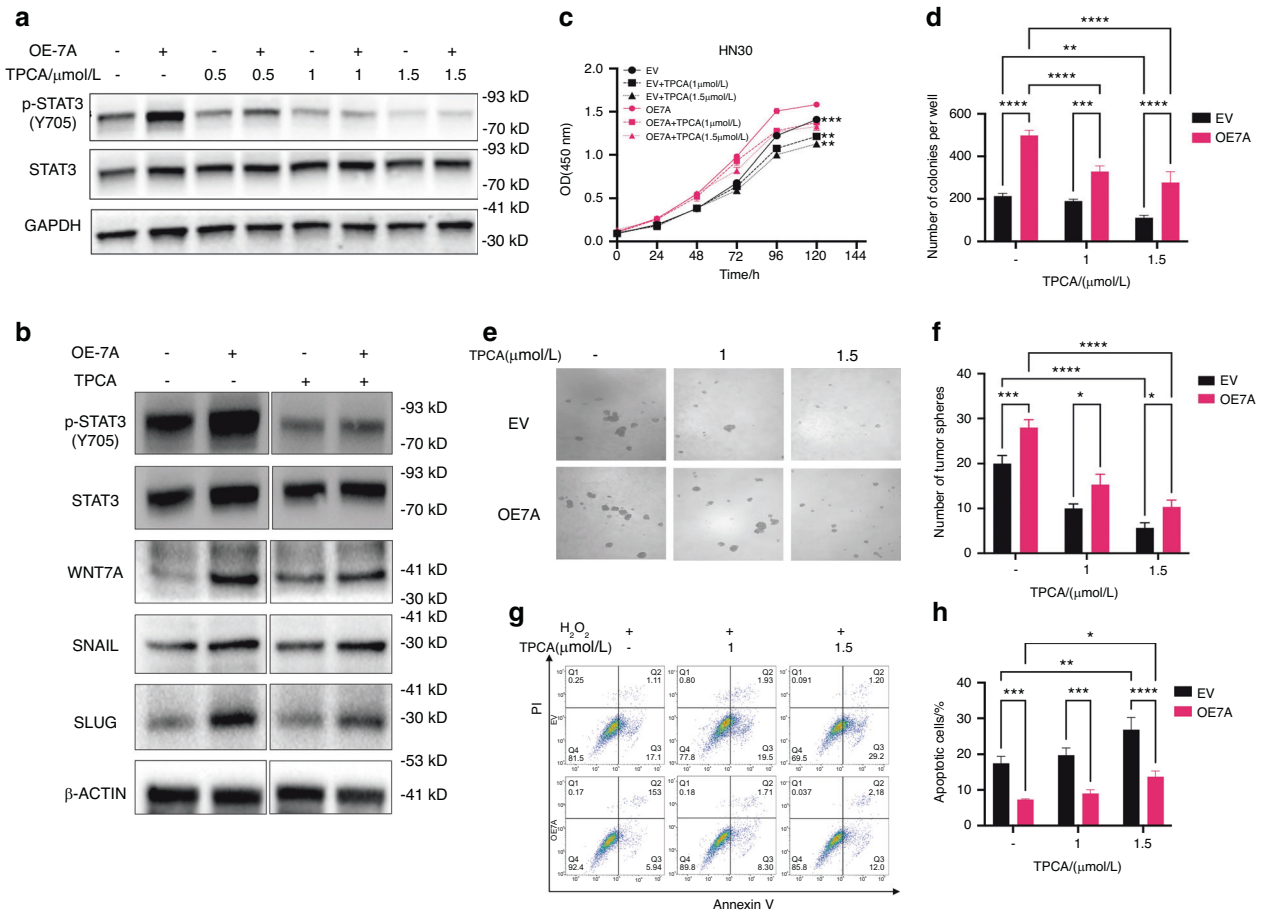 a
OE-7A - + - + - + - +
TPCA/μmol/L - - 0.5 0.5 1 1 1.5 1.5
p-STAT3
(Y705)
-93 kD
-70 kD
STAT3
-93 kD
-70 kD
GAPDH
-41 kD
-30 kD
b
OE-7A - + - +
TPCA - - + +
p-STAT3
(Y705)
-93 kD
-70 kD
STAT3
-93 kD
-70 kD
WNT7A
-41 kD
-30 kD
SNAIL
-41 kD
-30 kD
SLUG
-41 kD
-30 kD
β-ACTIN
-53 kD
-41 kD
c
HN30
EV
EV+TPCA(1μmol/L)
EV+TPCA(1.5μmol/L)
OE7A
OE7A+TPCA(1μmol/L)
OE7A+TPCA(1.5μmol/L)
OD(450 nm)
2.0
1.5
1.0
0.5
0.0
***
**
**
0 24 48 72 96 120 144
Time/h
d
****
**
****
**** *** ****
EV
OE7A
Number of colonies per well
600
400
200
0
- 1 1.5
TPCA/(μmol/L)
e
TPCA(μmol/L) - 1 1.5
EV
OE7A
f
****
****
*** * *
EV
OE7A
Number of tumor spheres
40
30
20
10
0
- 1 1.5
TPCA/(μmol/L)
g
H2O2 + + +
TPCA(μmol/L) - 1 1.5
PI
EV
Q1 0.25 Q2 1.11 Q4 81.5 Q3 17.1
Q1 0.80 Q2 1.93 Q4 77.8 Q3 19.5
Q1 0.091 Q2 1.20 Q4 69.5 Q3 29.2
OE7A
Q1 0.17 Q2 153 Q4 92.4 Q3 5.94
Q1 0.18 Q2 1.71 Q4 89.8 Q3 8.30
Q1 0.037 Q2 2.18 Q4 85.8 Q3 12.0
Annexin V
h
*
**
*** *** ****
EV
OE7A
Apoptotic cells/%
40
30
20
10
0
- 1 1.5
TPCA/(μmol/L)